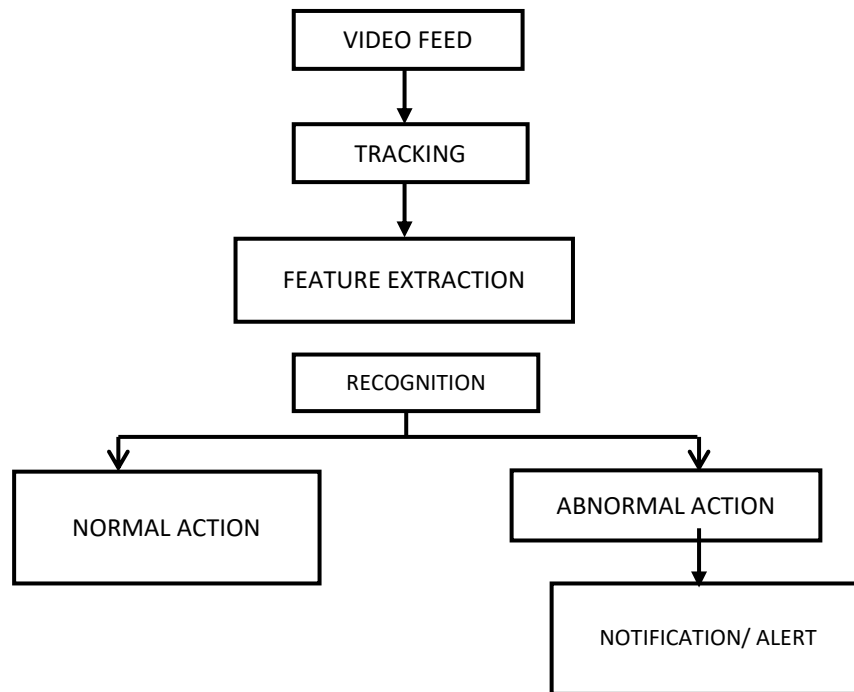 VIDEO FEED
TRACKING
FEATURE EXTRACTION
RECOGNITION
NORMAL ACTION
ABNORMAL ACTION
NOTIFICATION/ ALERT